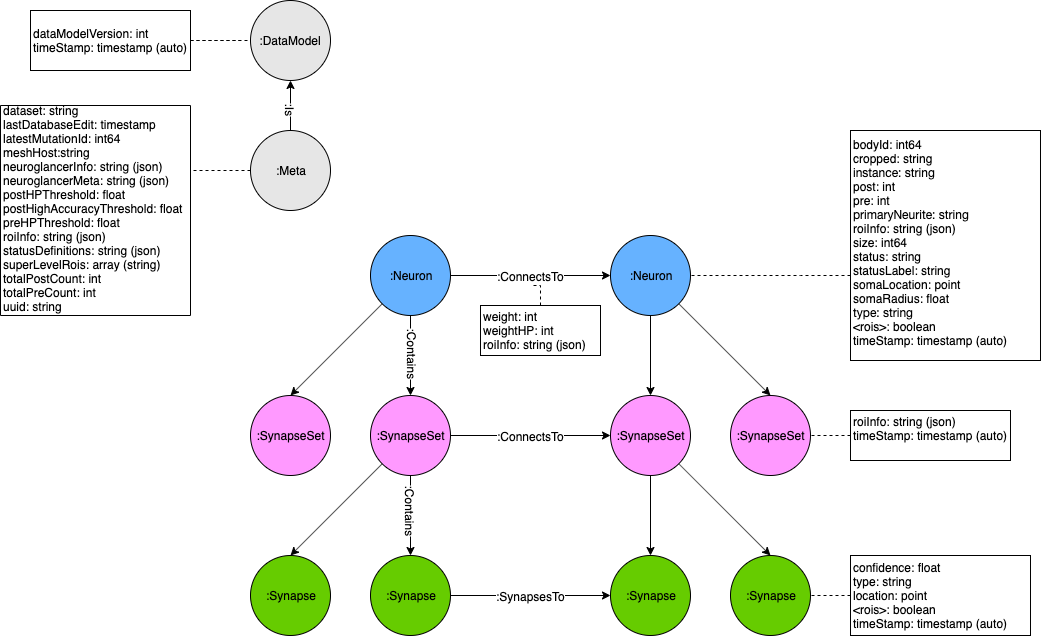 :DataModel
dataModelVersion: int
timeStamp: timestamp (auto)
:Is
:Meta
dataset: string
lastDatabaseEdit: timestamp
latestMutationId: int64
meshHost:string
neuroglancerInfo: string (json)
neuroglancerMeta: string (json)
postHPThreshold: float
postHighAccuracyThreshold: float
preHPThreshold: float
roiInfo: string (json)
statusDefinitions: string (json)
superLevelRois: array (string)
totalPostCount: int
totalPreCount: int
uuid: string
:Neuron
:ConnectsTo
:Neuron
weight: int
weightHP: int
roiInfo: string (json)
bodyId: int64
cropped: string
instance: string
post: int
pre: int
primaryNeurite: string
roiInfo: string (json)
size: int64
status: string
statusLabel: string
somaLocation: point
somaRadius: float
type: string
<rois>: boolean
timeStamp: timestamp (auto)
:Contains
:SynapseSet
:SynapseSet
:ConnectsTo
:SynapseSet
:SynapseSet
roiInfo: string (json)
timeStamp: timestamp (auto)
:Contains
:Synapse
:Synapse
:SynapsesTo
:Synapse
:Synapse
confidence: float
type: string
location: point
<rois>: boolean
timeStamp: timestamp (auto)